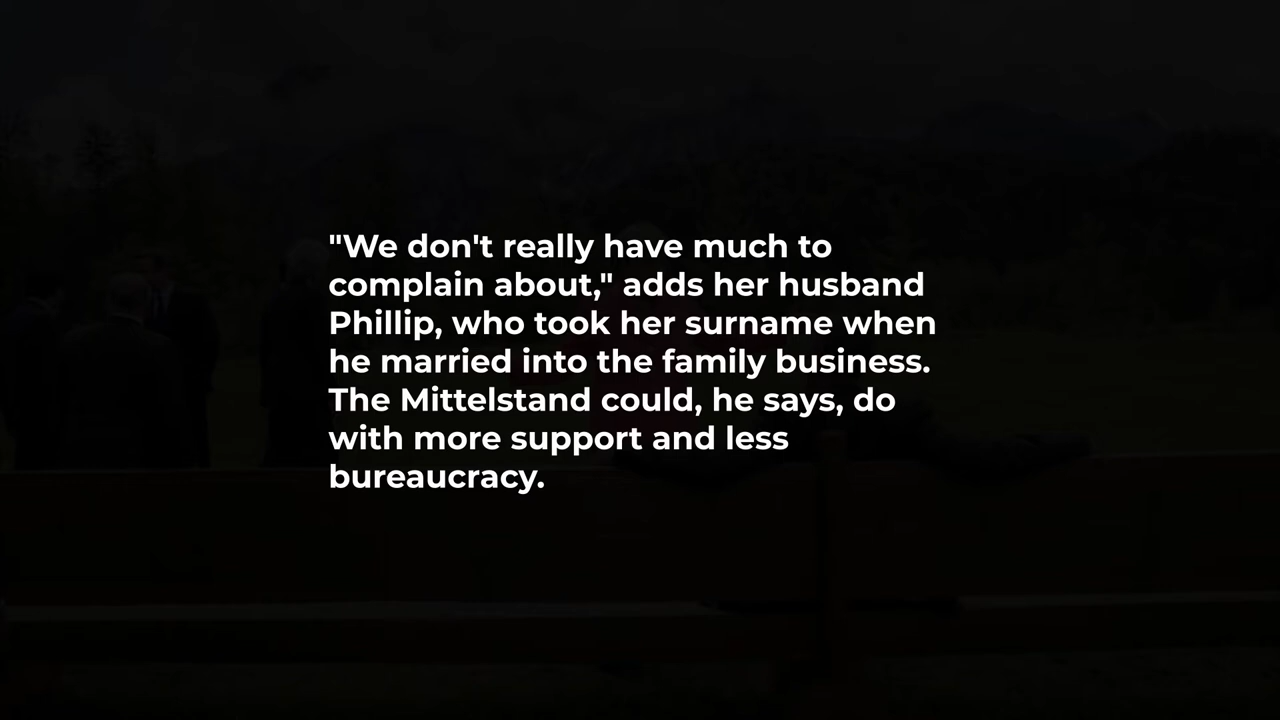 "We don't really have much to
complain about," adds her husband
Phillip, who took her surname when
he married into the family business.
The Mittelstand could, he says, do
with more support and less
bureaucracy.